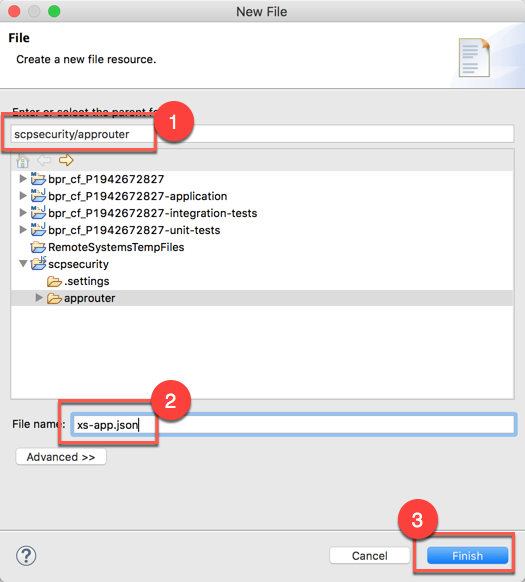 New File
File
Create a new file resource.
Enter or select the parent f
1
scpsecurity/approuter
bpr_cf_P1942672827
bpr_cf_P1942672827-application
bpr_cf_P1942672827-integration-tests
bpr_cf_P1942672827-unit-tests
RemoteSystemsTempFiles
scpsecurity
.settings
approuter
2
File name: xs-app.json
Advanced >>
3
?
Cancel
Finish